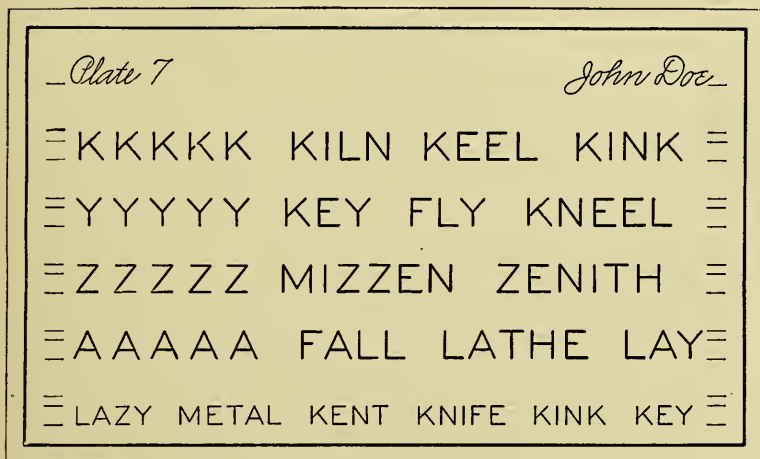 Plate 7 John Doe
KKKKK KILN KEEL KINK
YYYYY KEY FLY KNEEL
ZZZZZ MIZZEN ZENITH
AAAAA FALL LATHE LAY
LAZY METAL KENT KNIFE KINK KEY